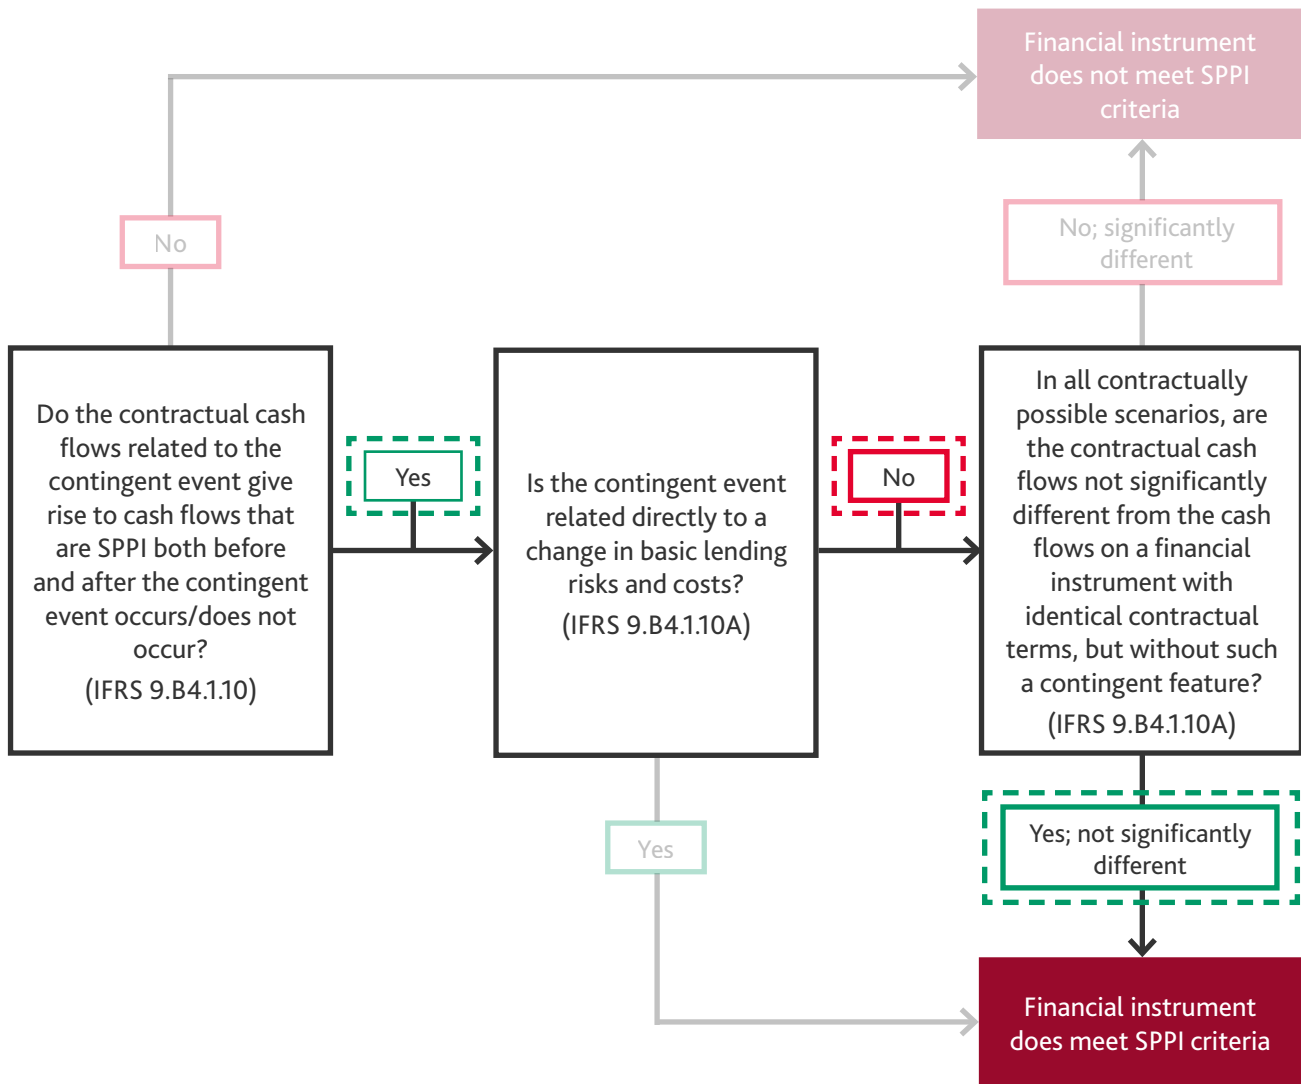 Financial instrument
does not meet SPPI
criteria
No
No; significantly
different
Do the contractual cash
flows related to the
contingent event give
rise to cash flows that
are SPPI both before
and after the contingent
event occurs/does not
occur?
(IFRS 9.B4.1.10)
Yes
Is the contingent event
related directly to a
change in basic lending
risks and costs?
(IFRS 9.B4.1.10A)
No
In all contractually
possible scenarios, are
the contractual cash
flows not significantly
different from the cash
flows on a financial
instrument with
identical contractual
terms, but without such
a contingent feature?
(IFRS 9.B4.1.10A)
Yes
Yes; not significantly
different
Financial instrument
does meet SPPI criteria